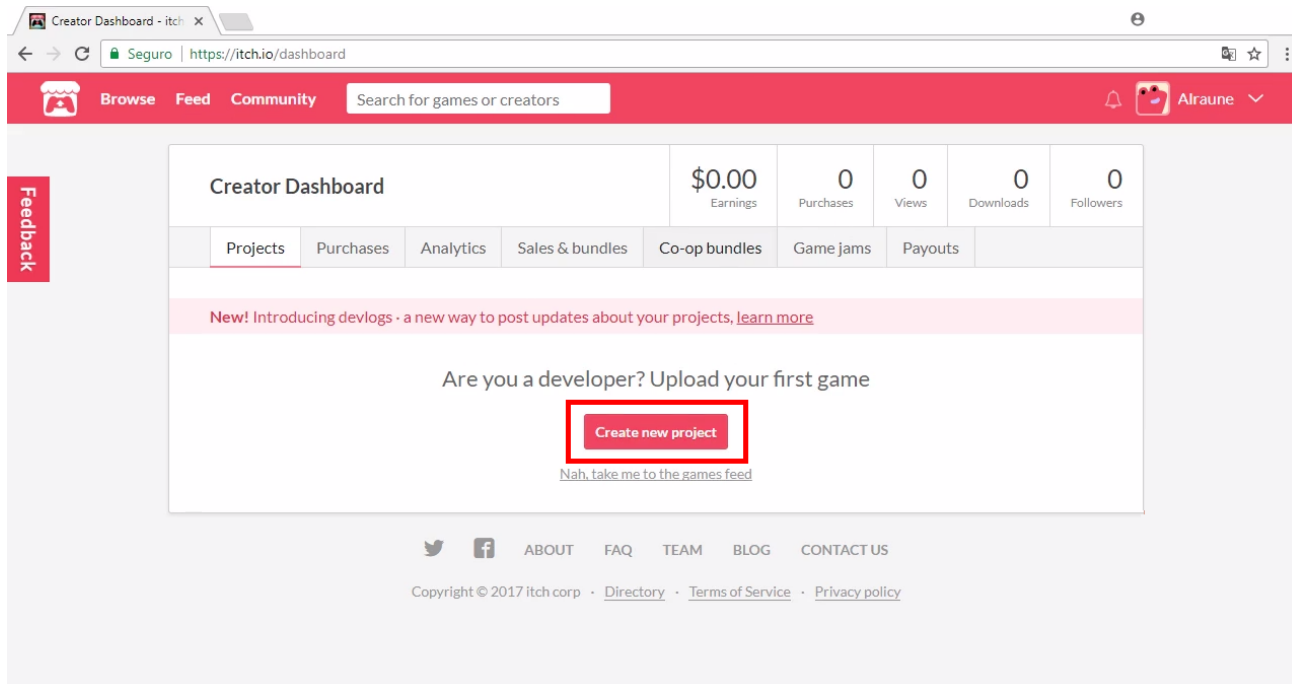 Creator Dashboard - itch
Seguro | https://itch.io/dashboard
Browse Feed Community Search for games or creators Alraune
Feedback
Creator Dashboard
$0.00 0 0 0 0
Earnings Purchases Views Downloads Followers
Projects Purchases Analytics Sales & bundles Co-op bundles Game jams Payouts
New! Introducing devlogs · a new way to post updates about your projects, learn more
Are you a developer? Upload your first game
Create new project
Nah, take me to the games feed
ABOUT FAQ TEAM BLOG CONTACT US
Copyright © 2017 itch corp · Directory · Terms of Service · Privacy policy